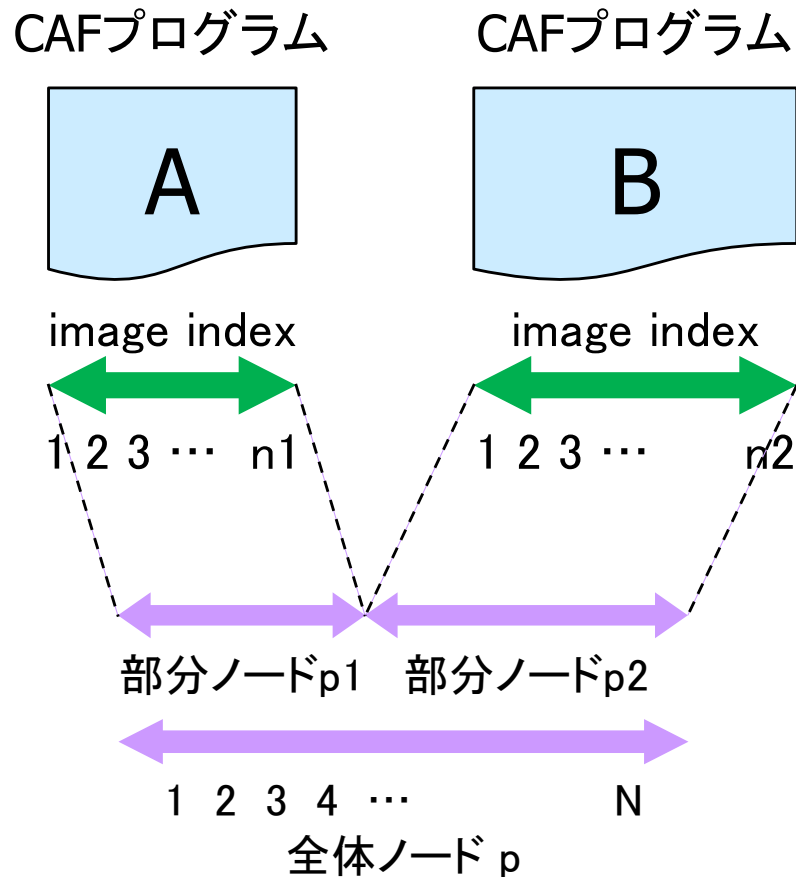 CAFプログラム CAFプログラム
A B
image index image index
1 2 3 … n1 1 2 3 … n2
部分ノードp1 部分ノードp2
1 2 3 4 … N
全体ノード p